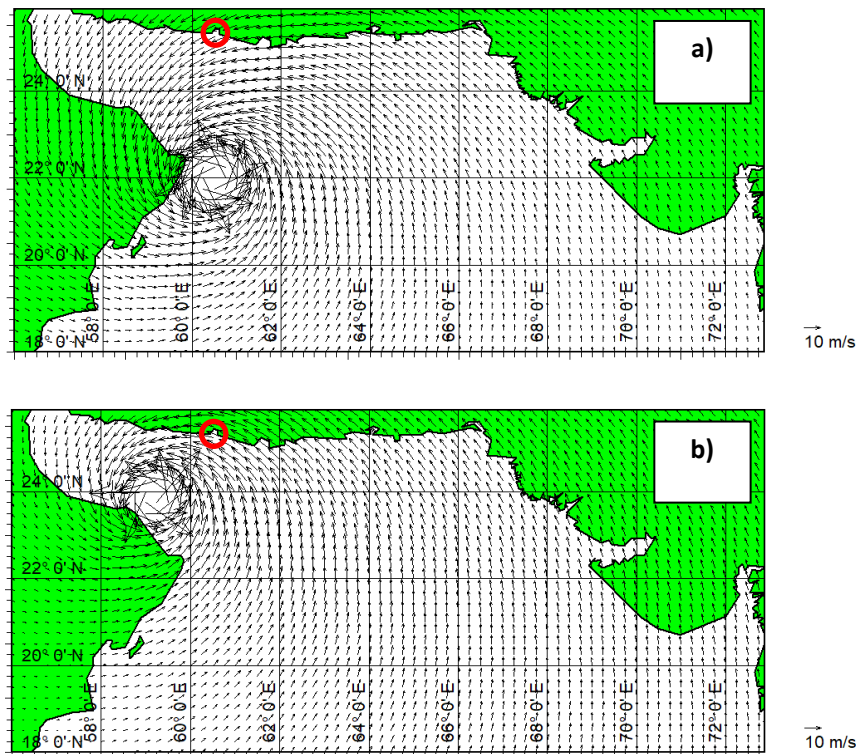 a)
24° 0' N
22° 0' N
20° 0' N
18° 0' N
58° 0' E
60° 0' E
62° 0' E
64° 0' E
66° 0' E
68° 0' E
70° 0' E
72° 0' E
10 m/s
b)
24° 0' N
22° 0' N
20° 0' N
18° 0' N
58° 0' E
60° 0' E
62° 0' E
64° 0' E
66° 0' E
68° 0' E
70° 0' E
72° 0' E
10 m/s